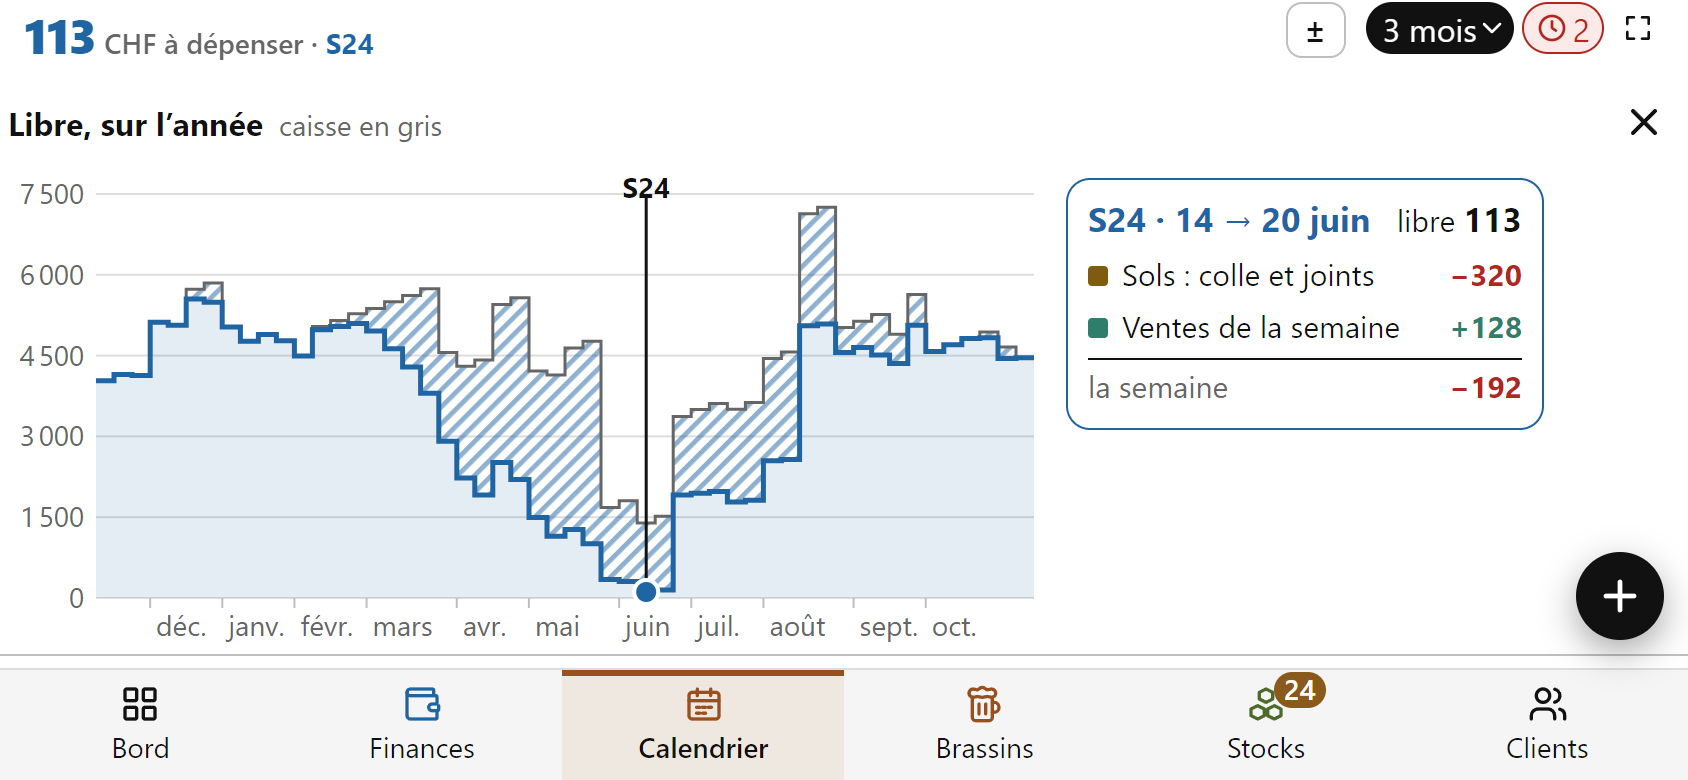 113 CHF à dépenser · S24
± 3 mois 2
Libre, sur l’année caisse en gris
S24
7 500
6 000
4 500
3 000
1 500
0
déc. janv. févr. mars avr. mai juin juil. août sept. oct.
S24 · 14 → 20 juin libre 113
Sols : colle et joints −320
Ventes de la semaine +128
la semaine −192
+
24
Bord Finances Calendrier Brassins Stocks Clients